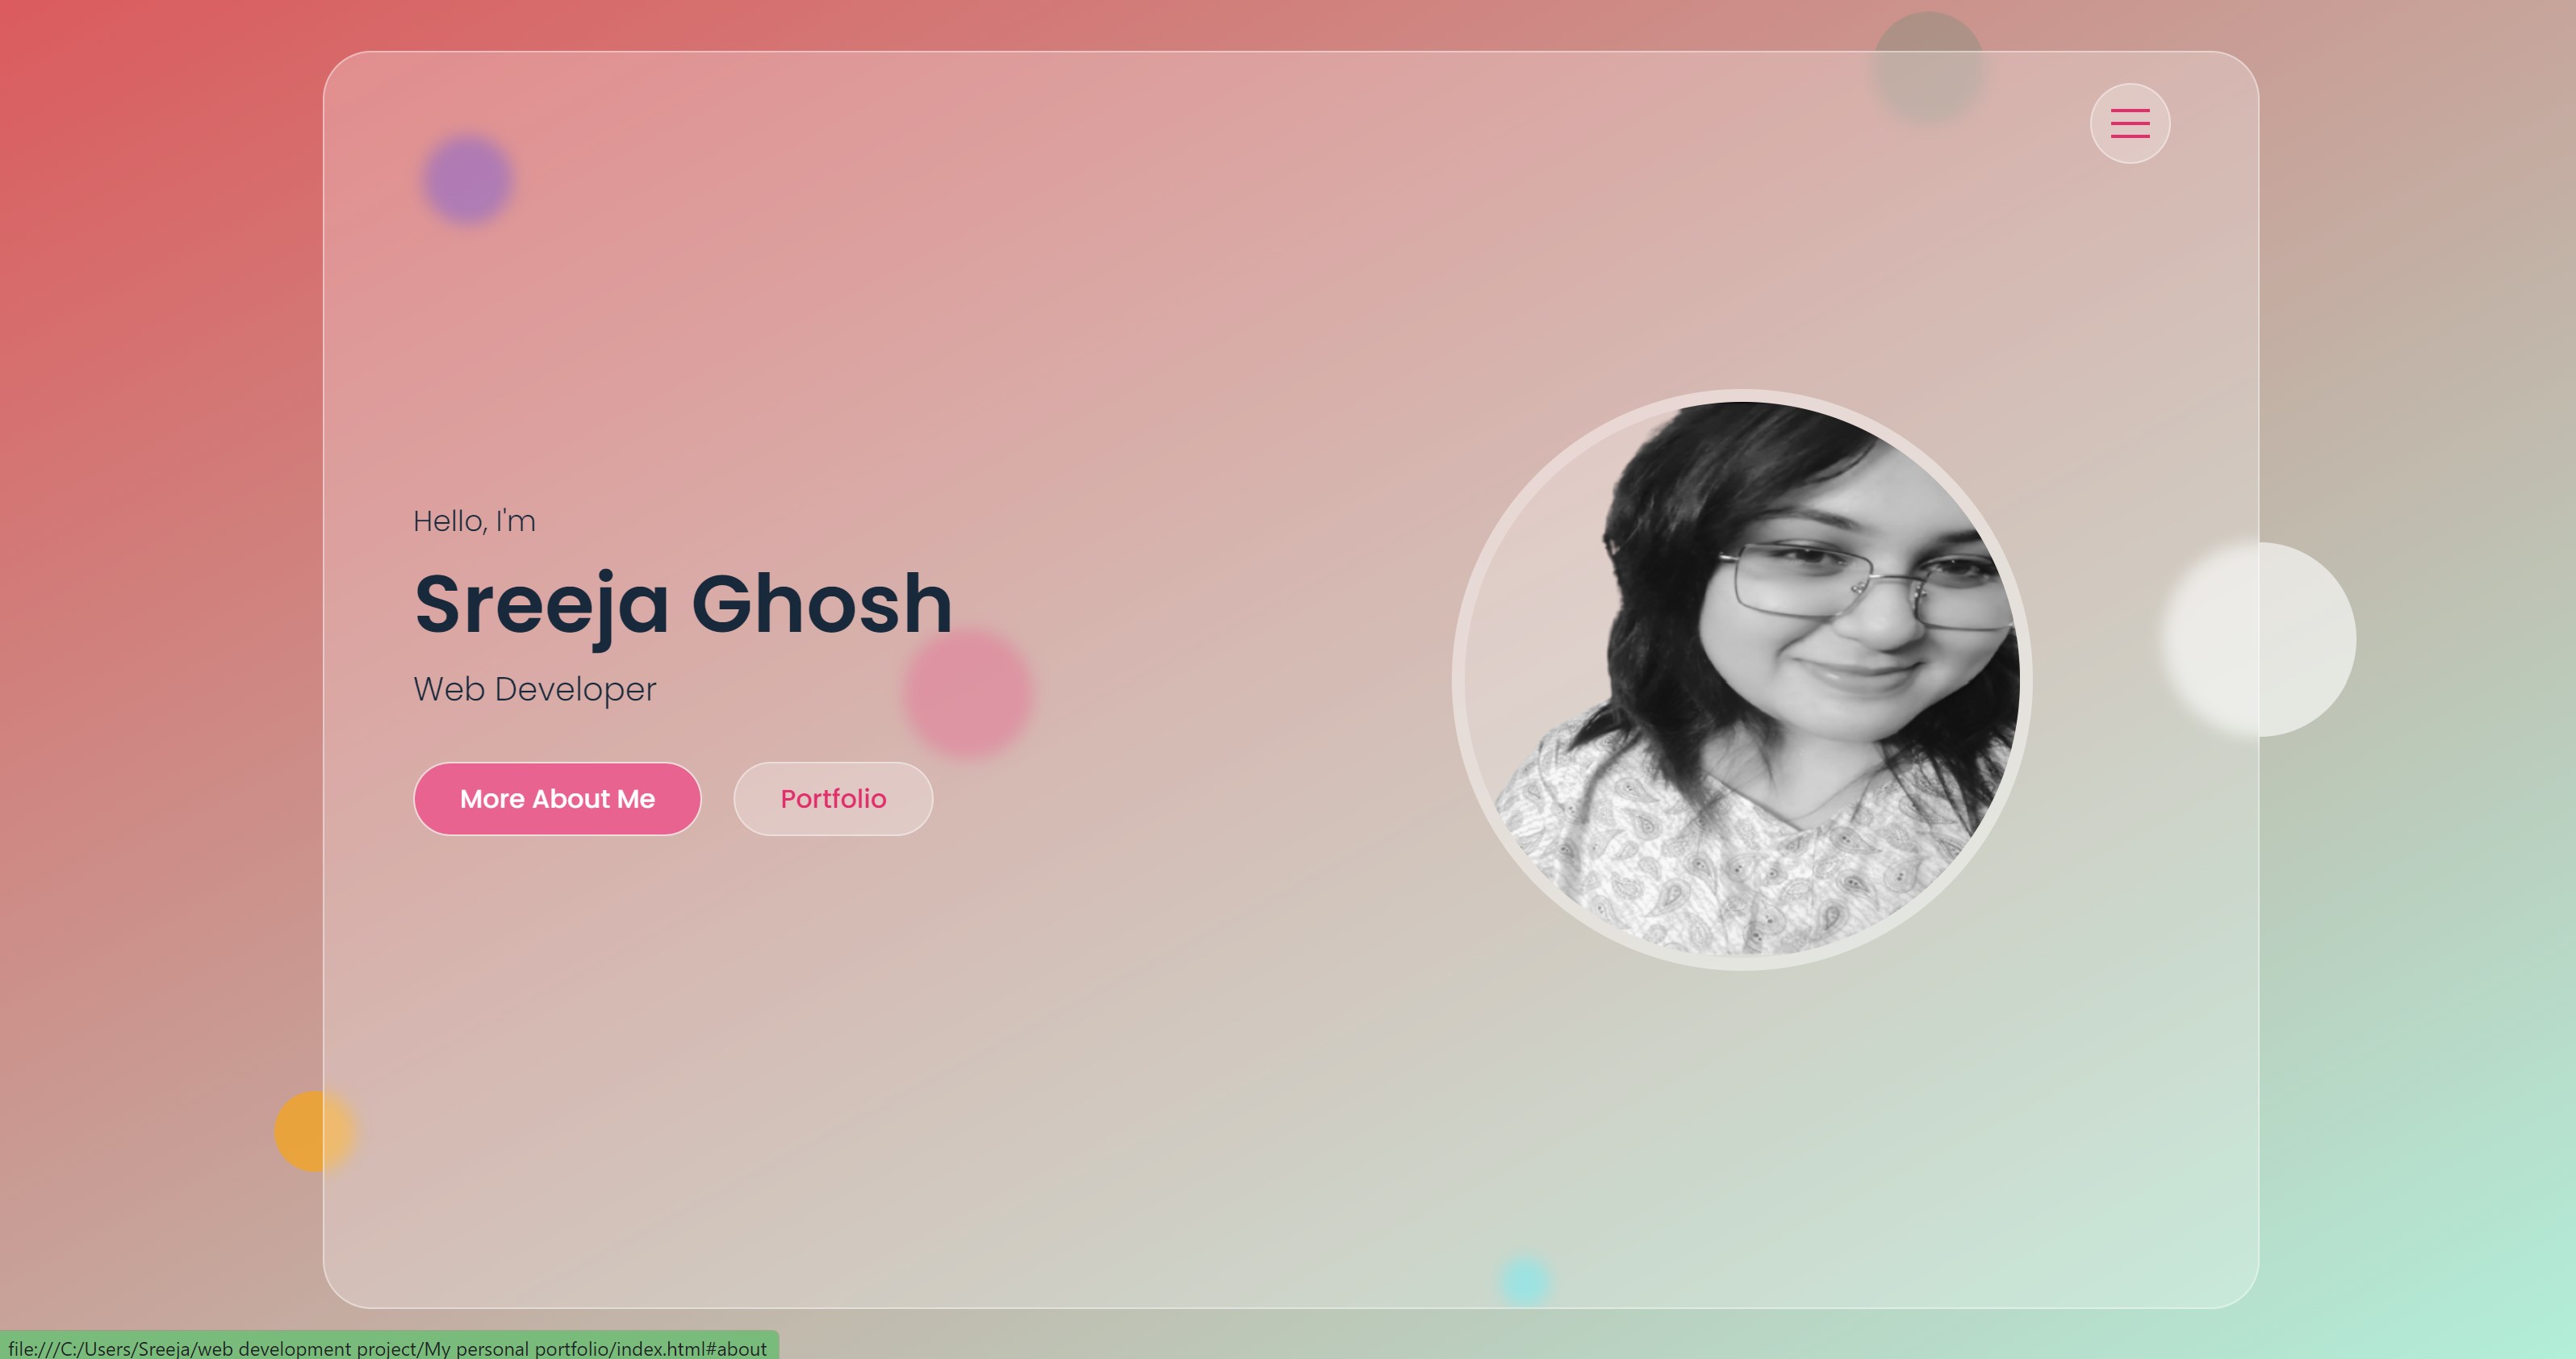 Hello, I'm
Sreeja Ghosh
Web Developer
More About Me
Portfolio
file:///C:/Users/Sreeja/web development project/My personal portfolio/index.html#about